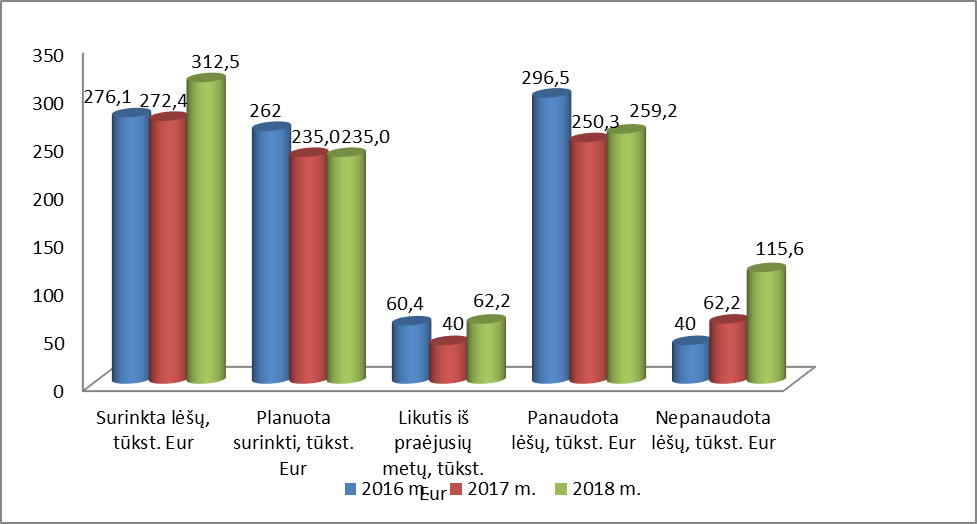 350
300
250
200
150
100
50
0
276,1 272,4 312,5
262 235,0 235,0
60,4 40 62,2
296,5 250,3 259,2
40 62,2 115,6
Surinkta lėšų,
tūkst. Eur
Planuota
surinkti, tūkst.
Eur
Likutis iš
praėjusių
metų, tūkst.
Eur
Panaudota
lėšų, tūkst. Eur
Nepanaudota
lėšų, tūkst. Eur
2016 m. 2017 m. 2018 m.